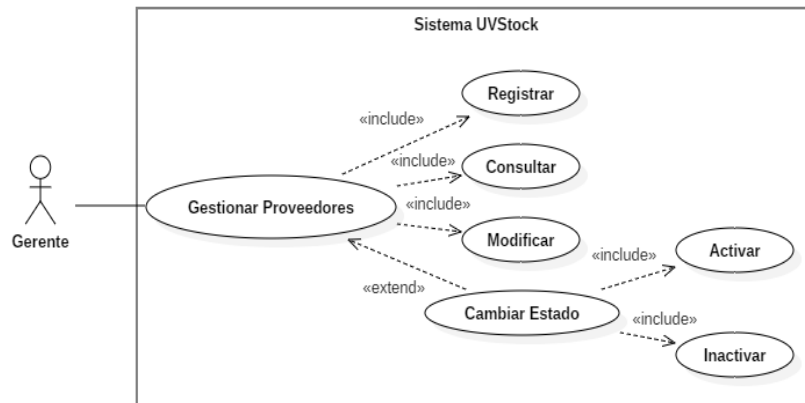 Sistema UVStock
Registrar
«include»
Consultar
«include»
Gestionar Proveedores
«include»
Gerente
Modificar
Activar
«include»
«extend»
Cambiar Estado
«include»
Inactivar